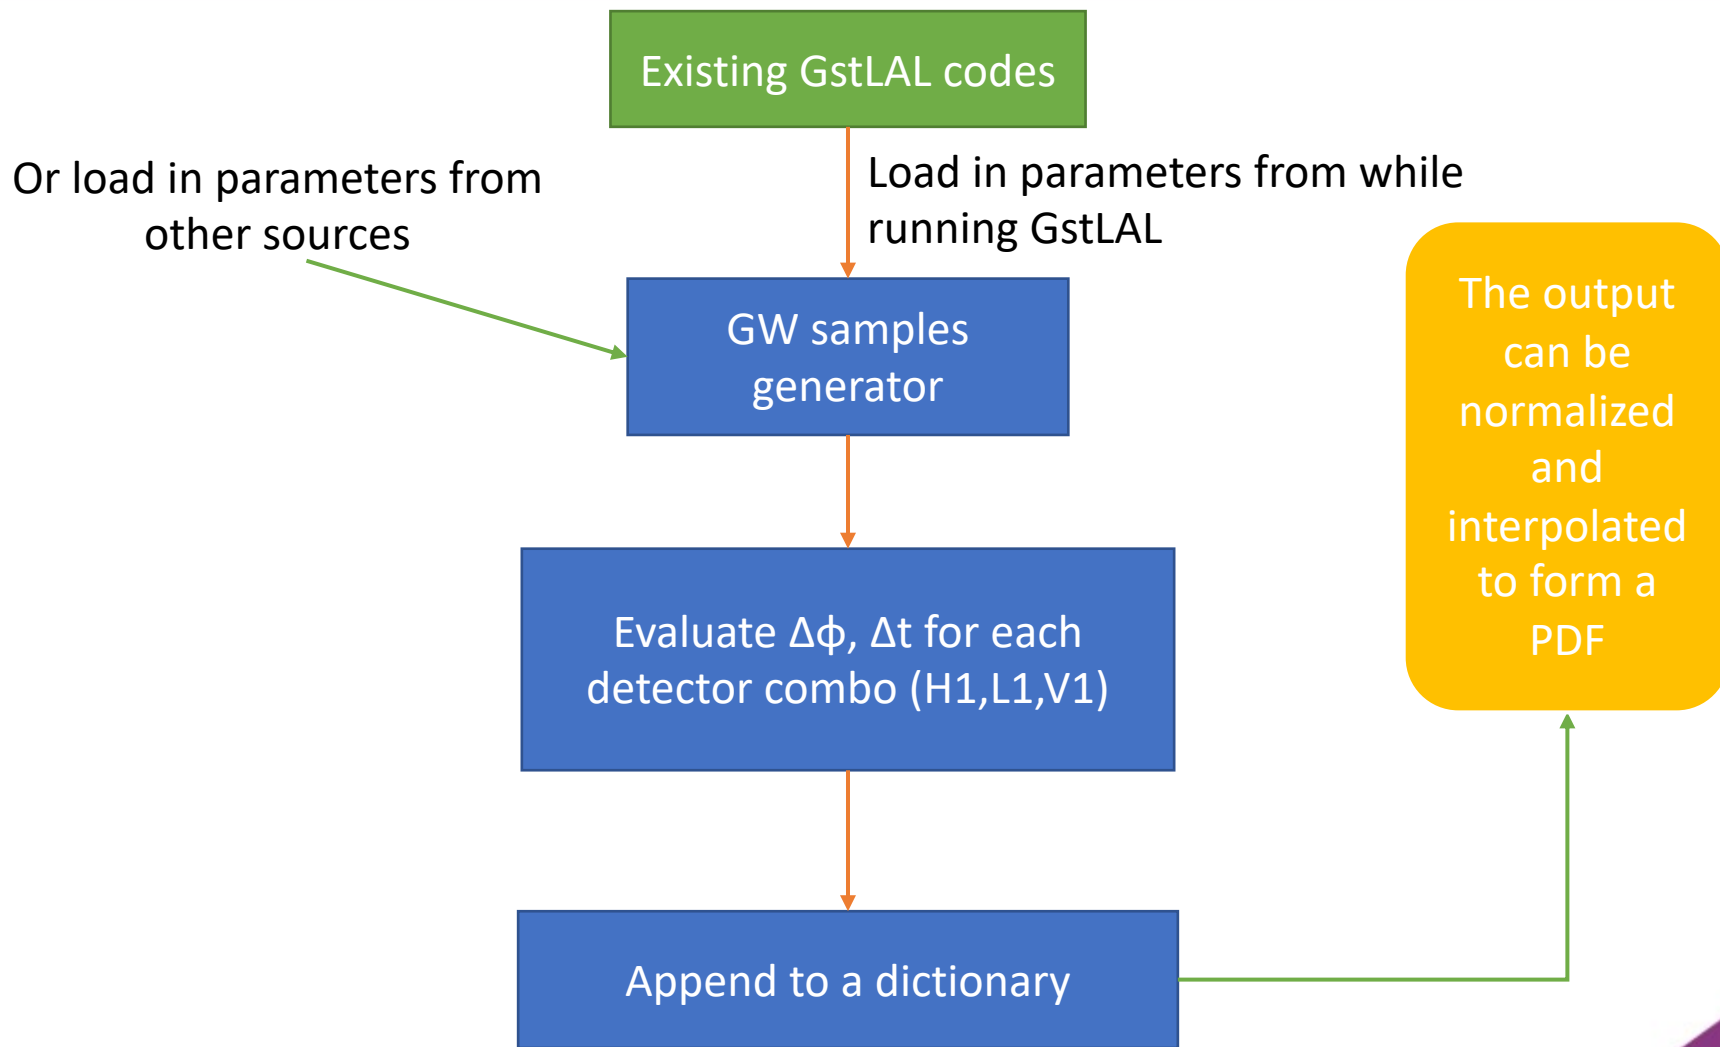 Existing GstLAL codes
Or load in parameters from
other sources
Load in parameters from while
running GstLAL
GW samples
generator
The output
can be
normalized
and
interpolated
to form a
PDF
Evaluate Δϕ, Δt for each
detector combo (H1,L1,V1)
Append to a dictionary